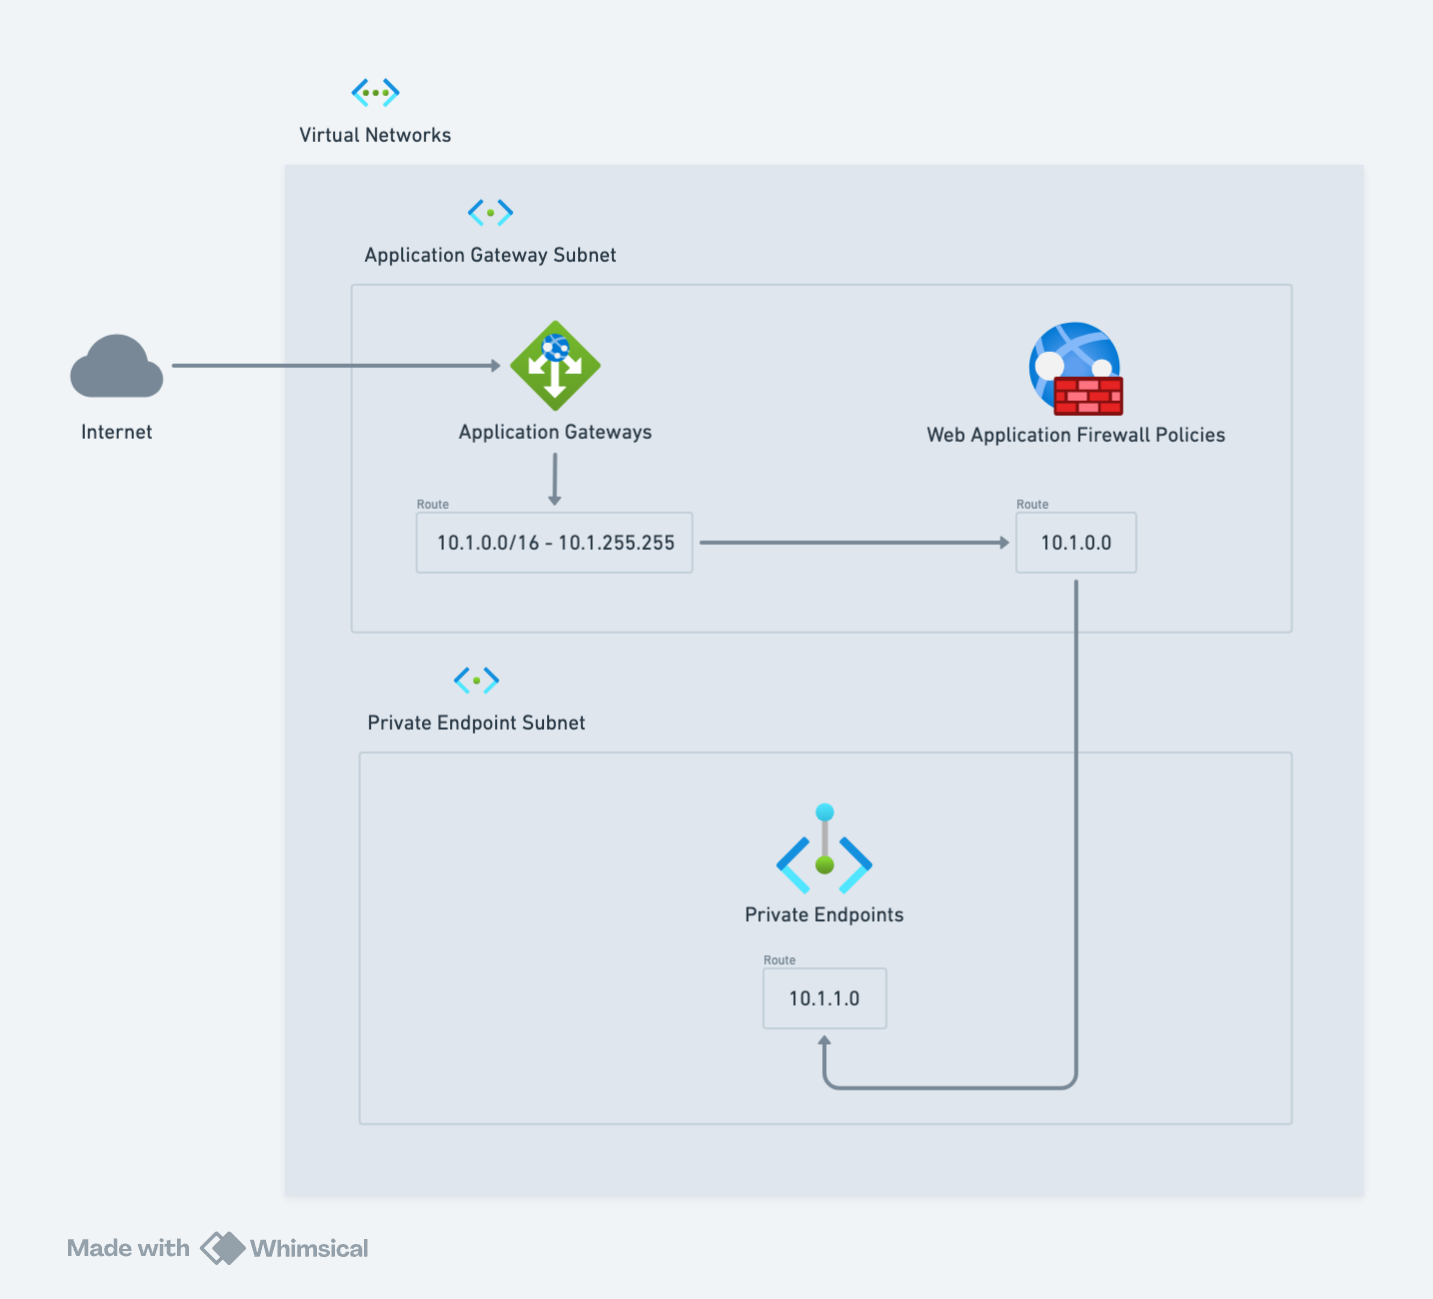 Virtual Networks
Application Gateway Subnet
Internet
Application Gateways
Web Application Firewall Policies
Route
10.1.0.0/16 - 10.1.255.255
Route
10.1.0.0
Private Endpoint Subnet
Private Endpoints
Route
10.1.1.0
Made with Whimsical